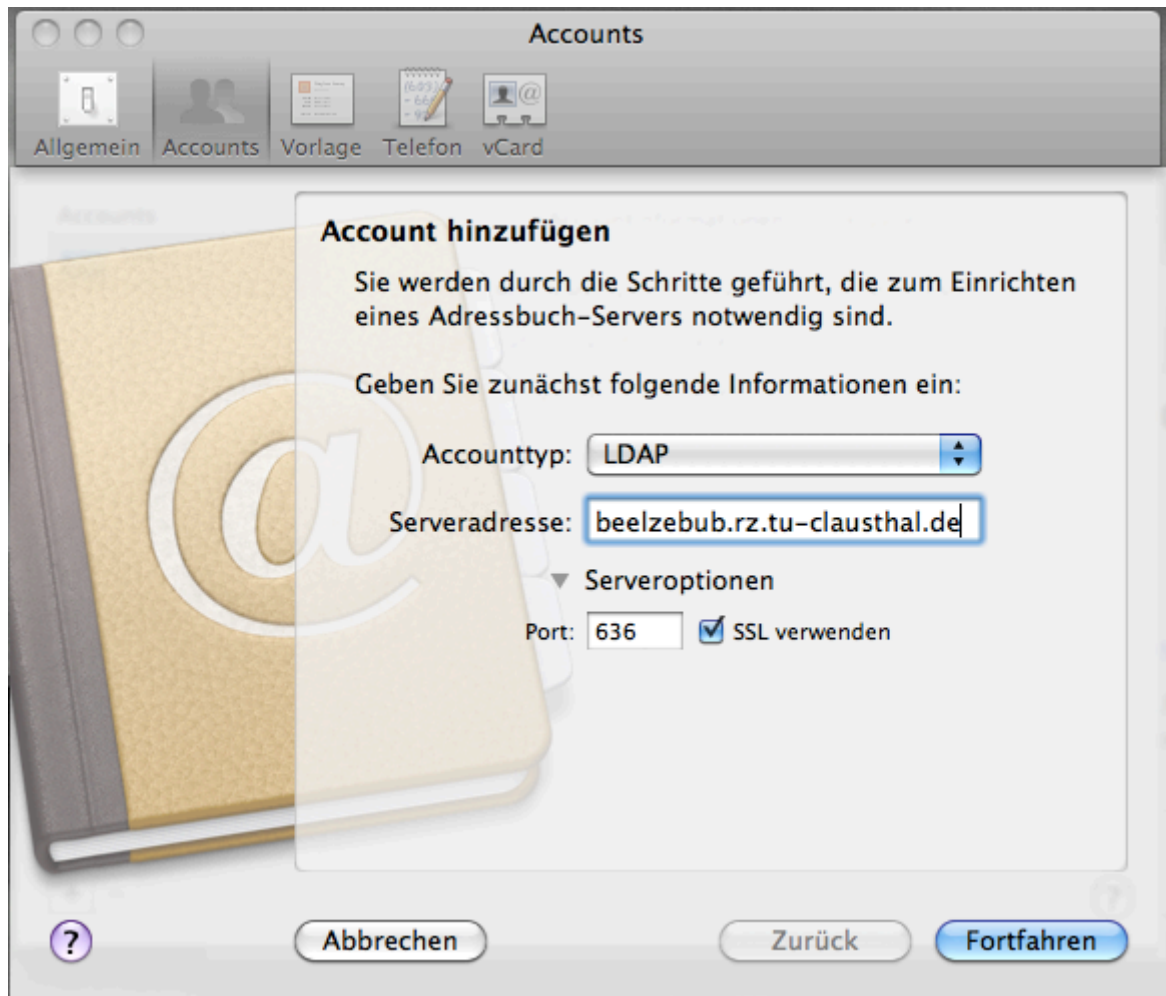 Accounts
Allgemein Accounts Vorlage Telefon vCard
Accounts
Account hinzufügen
Sie werden durch die Schritte geführt, die zum Einrichten
eines Adressbuch-Servers notwendig sind.
Geben Sie zunächst folgende Informationen ein:
Accounttyp: LDAP
Serveradresse: beelzebub.rz.tu-clausthal.de
Serveroptionen
Port: 636 SSL verwenden
? Abbrechen Zurück Fortfahren